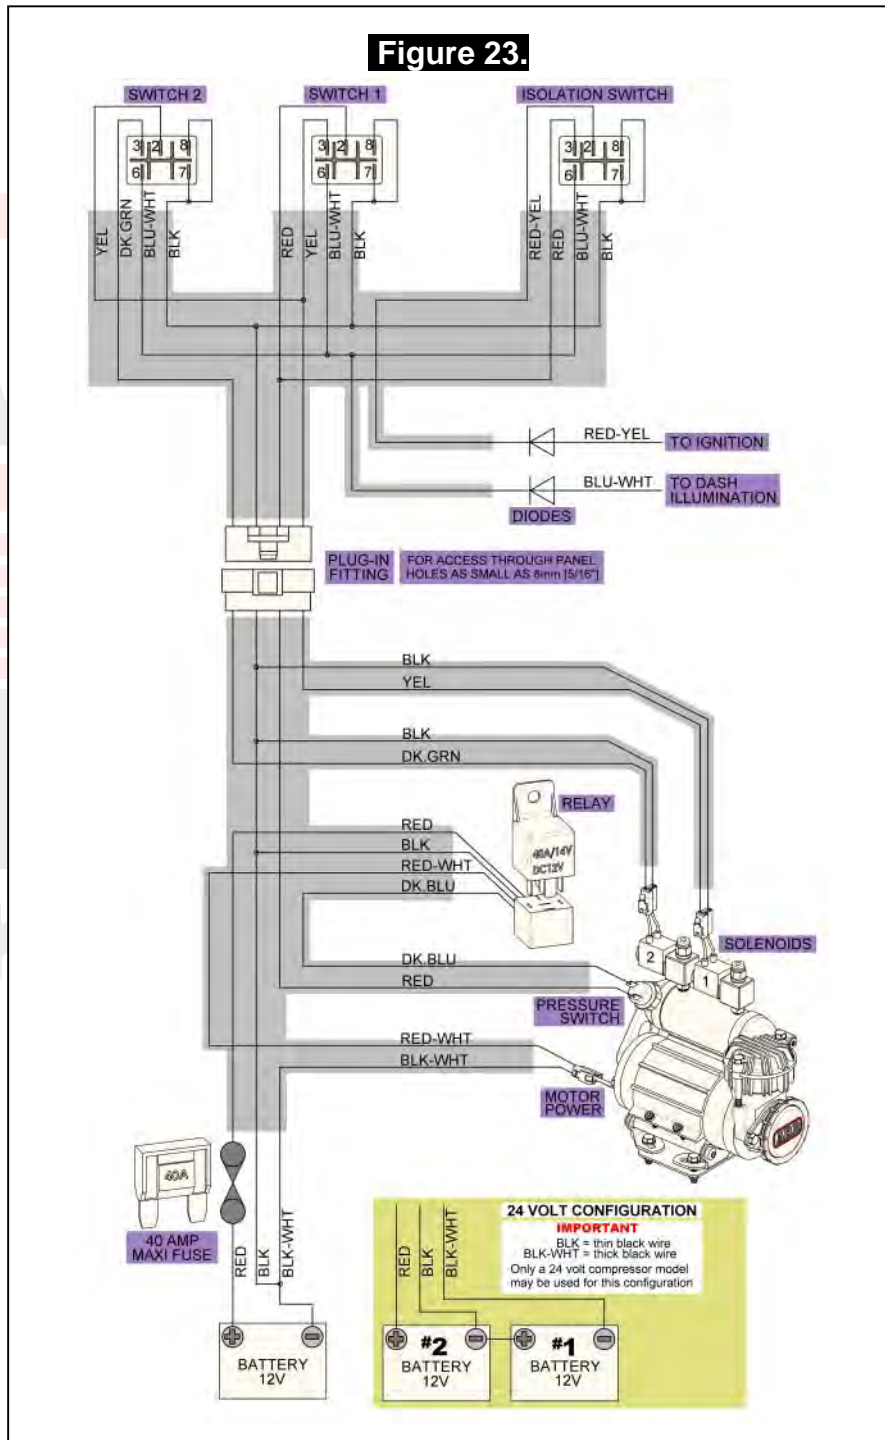 Figure 23.
SWITCH 2
SWITCH 1
ISOLATION SWITCH
3 2 8
6 7
3 2 8
6 7
3 2 8
6 7
YEL
DK.GRN
BLU-WHT
BLK
RED
YEL
BLU-WHT
BLK
RED-YEL
RED
BLU-WHT
BLK
RED-YEL
TO IGNITION
BLU-WHT
TO DASH
ILLUMINATION
DIODES
PLUG-IN
FITTING
FOR ACCESS THROUGH PANEL
HOLES AS SMALL AS 8mm [5/16"]
BLK
YEL
BLK
DK.GRN
RELAY
40A/14V
DC12V
RED
BLK
RED-WHT
DK.BLU
SOLENOIDS
2
1
DK.BLU
RED
PRESSURE
SWITCH
RED-WHT
BLK-WHT
MOTOR
POWER
ARB
40A
40 AMP
MAXI FUSE
RED
BLK
BLK-WHT
BATTERY
12V
24 VOLT CONFIGURATION
IMPORTANT
BLK = thin black wire
BLK-WHT = thick black wire
Only a 24 volt compressor model
may be used for this configuration
RED
BLK
BLK-WHT
#2
BATTERY
12V
#1
BATTERY
12V